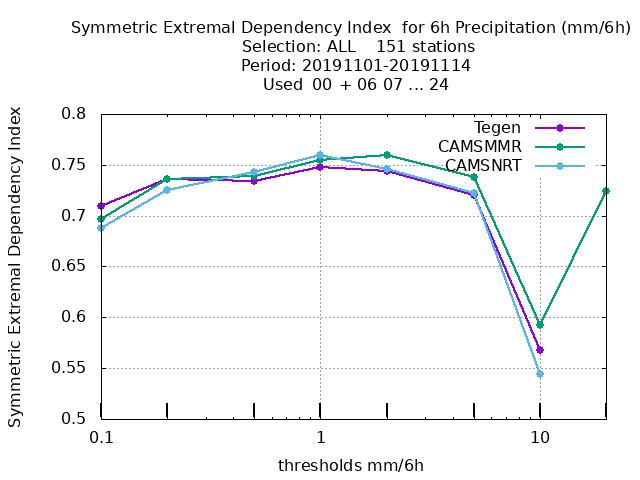 Symmetric Extremal Dependency Index  for 6h Precipitation (mm/6h)
Selection: ALL    151 stations
Period: 20191101-20191114
Used  00 + 06 07 ... 24
Symmetric Extremal Dependency Index
0.8
0.75
0.7
0.65
0.6
0.55
0.5
Tegen
CAMSMMR
CAMSNRT
0.1
1
10
thresholds mm/6h